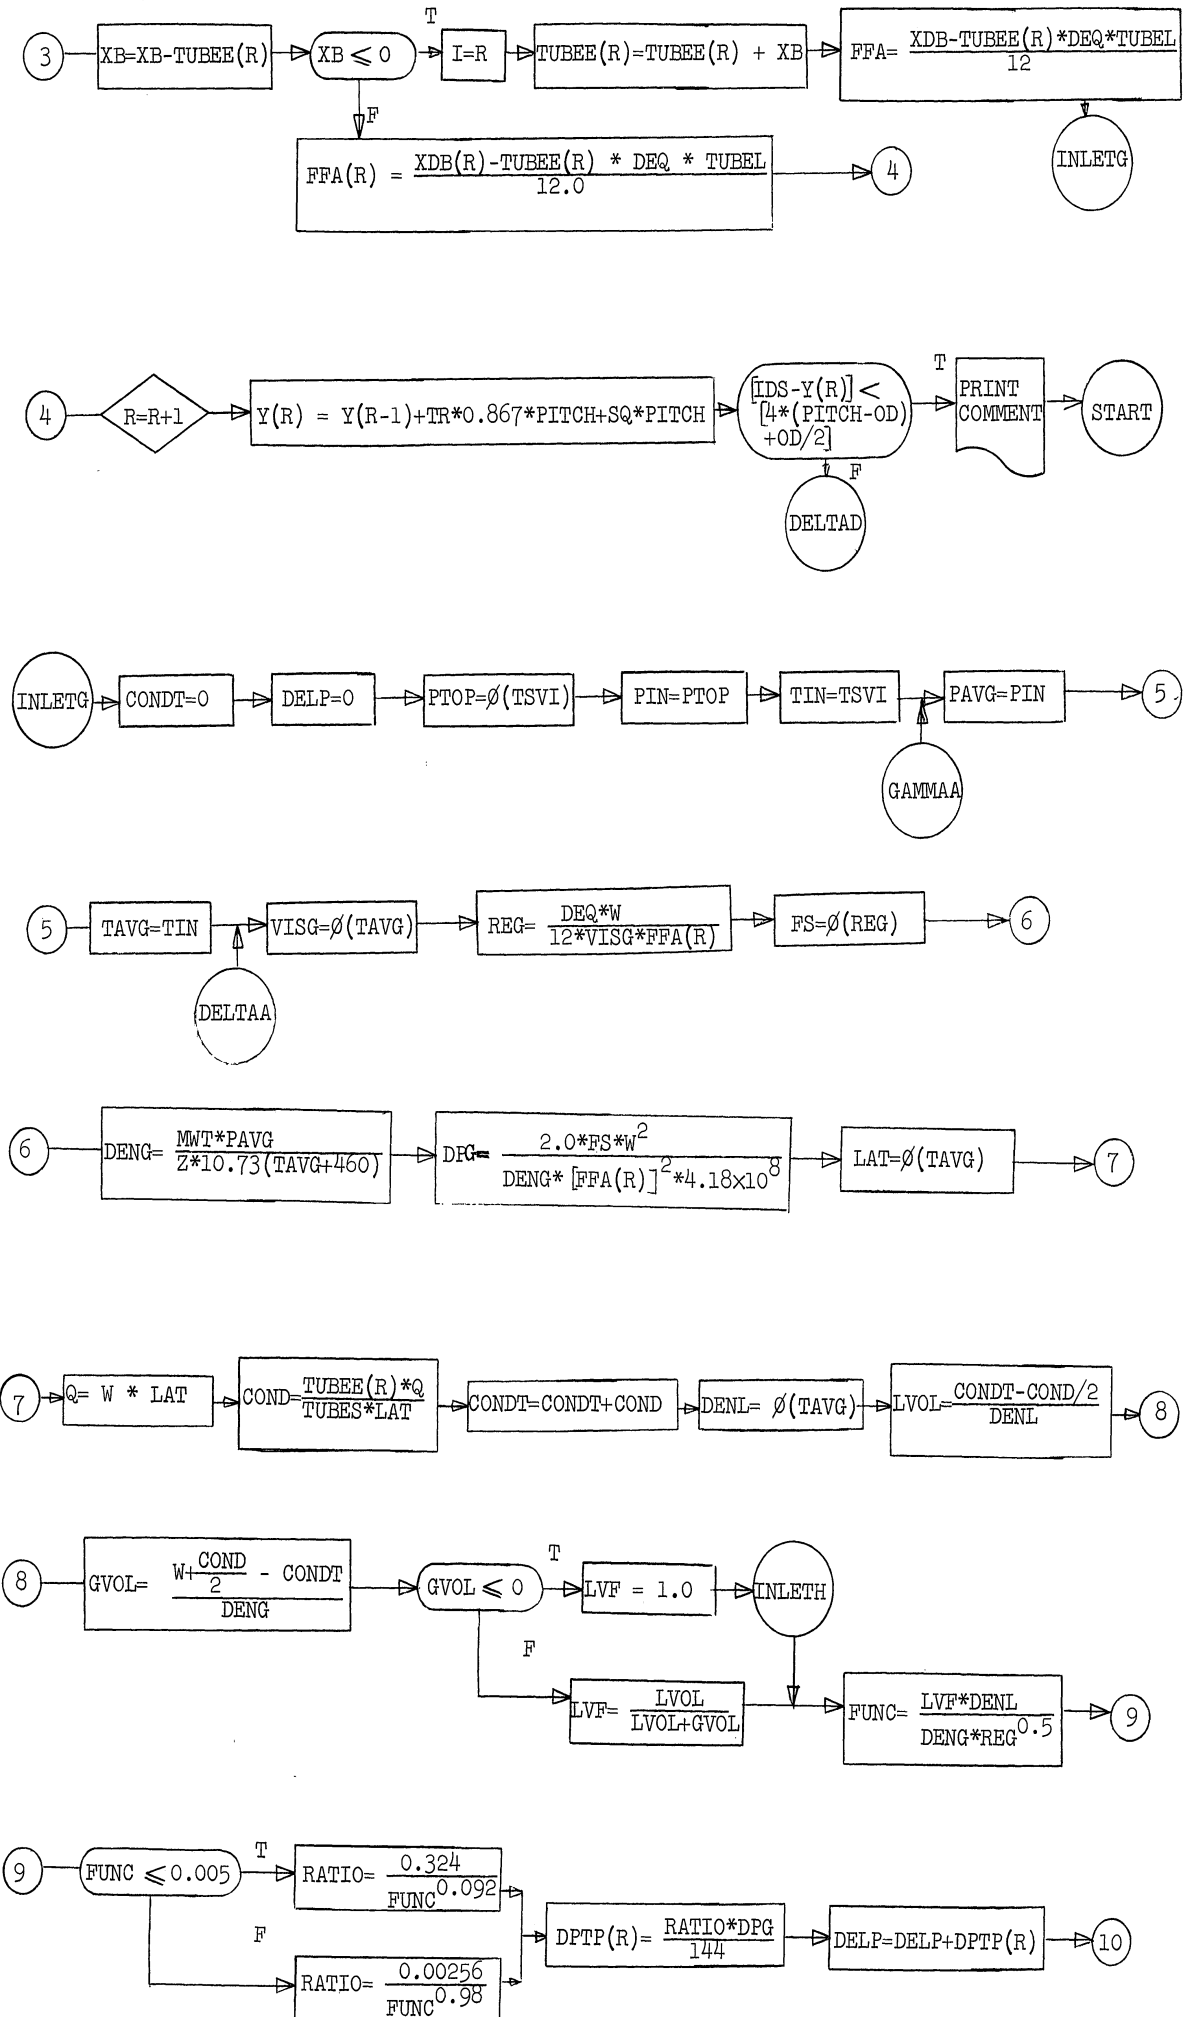 3
XB=XB-TUBEE(R)
XB ≤ 0
T
I=R
TUBEE(R)=TUBEE(R) + XB
FFA= XDB-TUBEE(R)*DEQ*TUBEL
12
F
INLETG
FFA(R) = XDB(R)-TUBEE(R) * DEQ * TUBEL
12.0
4
4
R=R+1
Y(R) = Y(R-1)+TR*0.867*PITCH+SQ*PITCH
[IDS-Y(R)] <
[4*(PITCH-OD)
+OD/2]
T
PRINT
COMMENT
START
F
DELTAD
INLETG
CONDT=0
DELP=0
PTOP=Ø(TSVI)
PIN=PTOP
TIN=TSVI
PAVG=PIN
5
GAMMAA
5
TAVG=TIN
VISG=Ø(TAVG)
REG= DEQ*W
12*VISG*FFA(R)
FS=Ø(REG)
6
DELTAA
6
DENG= MWT*PAVG
Z*10.73(TAVG+460)
DPG= 2.0*FS*W²
DENG* [FFA(R)]²*4.18x10⁸
LAT=Ø(TAVG)
7
7
Q= W * LAT
COND= TUBEE(R)*Q
TUBES*LAT
CONDT=CONDT+COND
DENL= Ø(TAVG)
LVOL= CONDT-COND/2
DENL
8
8
GVOL= W+ COND
2 - CONDT
DENG
GVOL ≤ 0
T
LVF = 1.0
INLETH
F
LVF= LVOL
LVOL+GVOL
FUNC= LVF*DENL
DENG*REG^0.5
9
9
FUNC ≤ 0.005
T
RATIO= 0.324
FUNC^0.092
F
RATIO= 0.00256
FUNC^0.98
DPTP(R)= RATIO*DPG
144
DELP=DELP+DPTP(R)
10